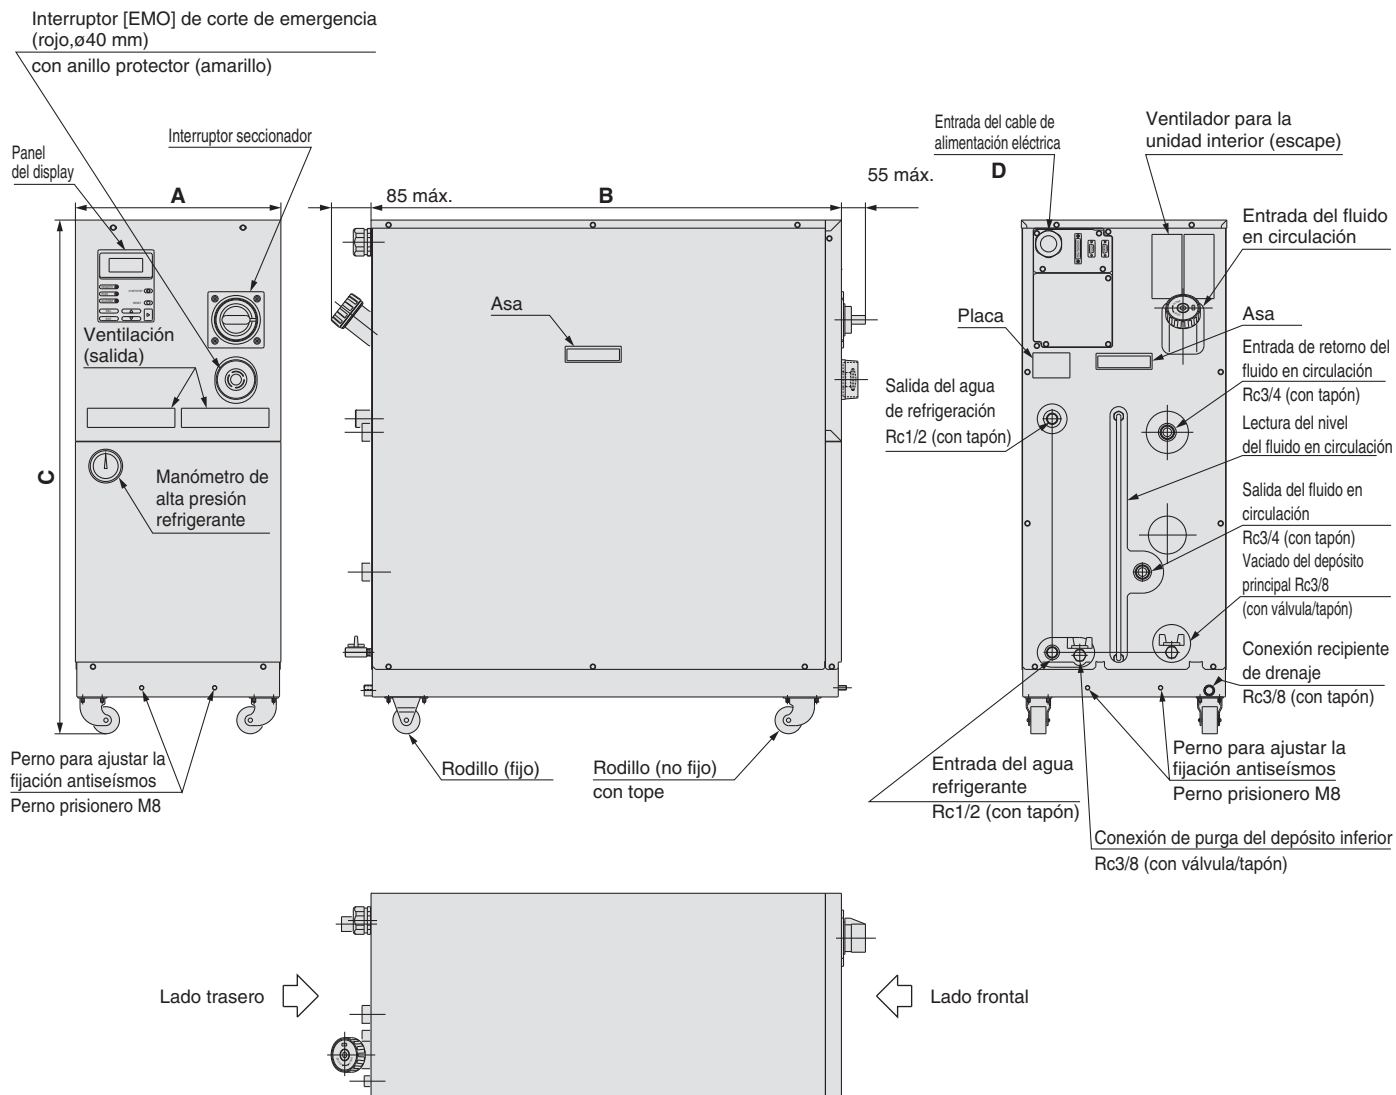 Interruptor [EMO] de corte de emergencia
(rojo,ø40 mm)
con anillo protector (amarillo)
Interruptor seccionador
Panel
del display
A
85 máx.
B
55 máx.
Entrada del cable de
alimentación eléctrica
D
Ventilador para la
unidad interior (escape)
Entrada del fluido
en circulación
Asa
Placa
Asa
Ventilación
(salida)
Entrada de retorno del
fluido en circulación
Rc3/4 (con tapón)
Salida del agua
de refrigeración
Rc1/2 (con tapón)
Lectura del nivel
del fluido en circulación
C
Manómetro de
alta presión
refrigerante
Salida del fluido en
circulación
Rc3/4 (con tapón)
Vaciado del depósito
principal Rc3/8
(con válvula/tapón)
Conexión recipiente
de drenaje
Rc3/8 (con tapón)
Perno para ajustar la
fijación antiseísmos
Perno prisionero M8
Rodillo (fijo)
Rodillo (no fijo)
con tope
Entrada del agua
refrigerante
Rc1/2 (con tapón)
Perno para ajustar la
fijación antiseísmos
Perno prisionero M8
Conexión de purga del depósito inferior
Rc3/8 (con válvula/tapón)
Lado trasero
Lado frontal